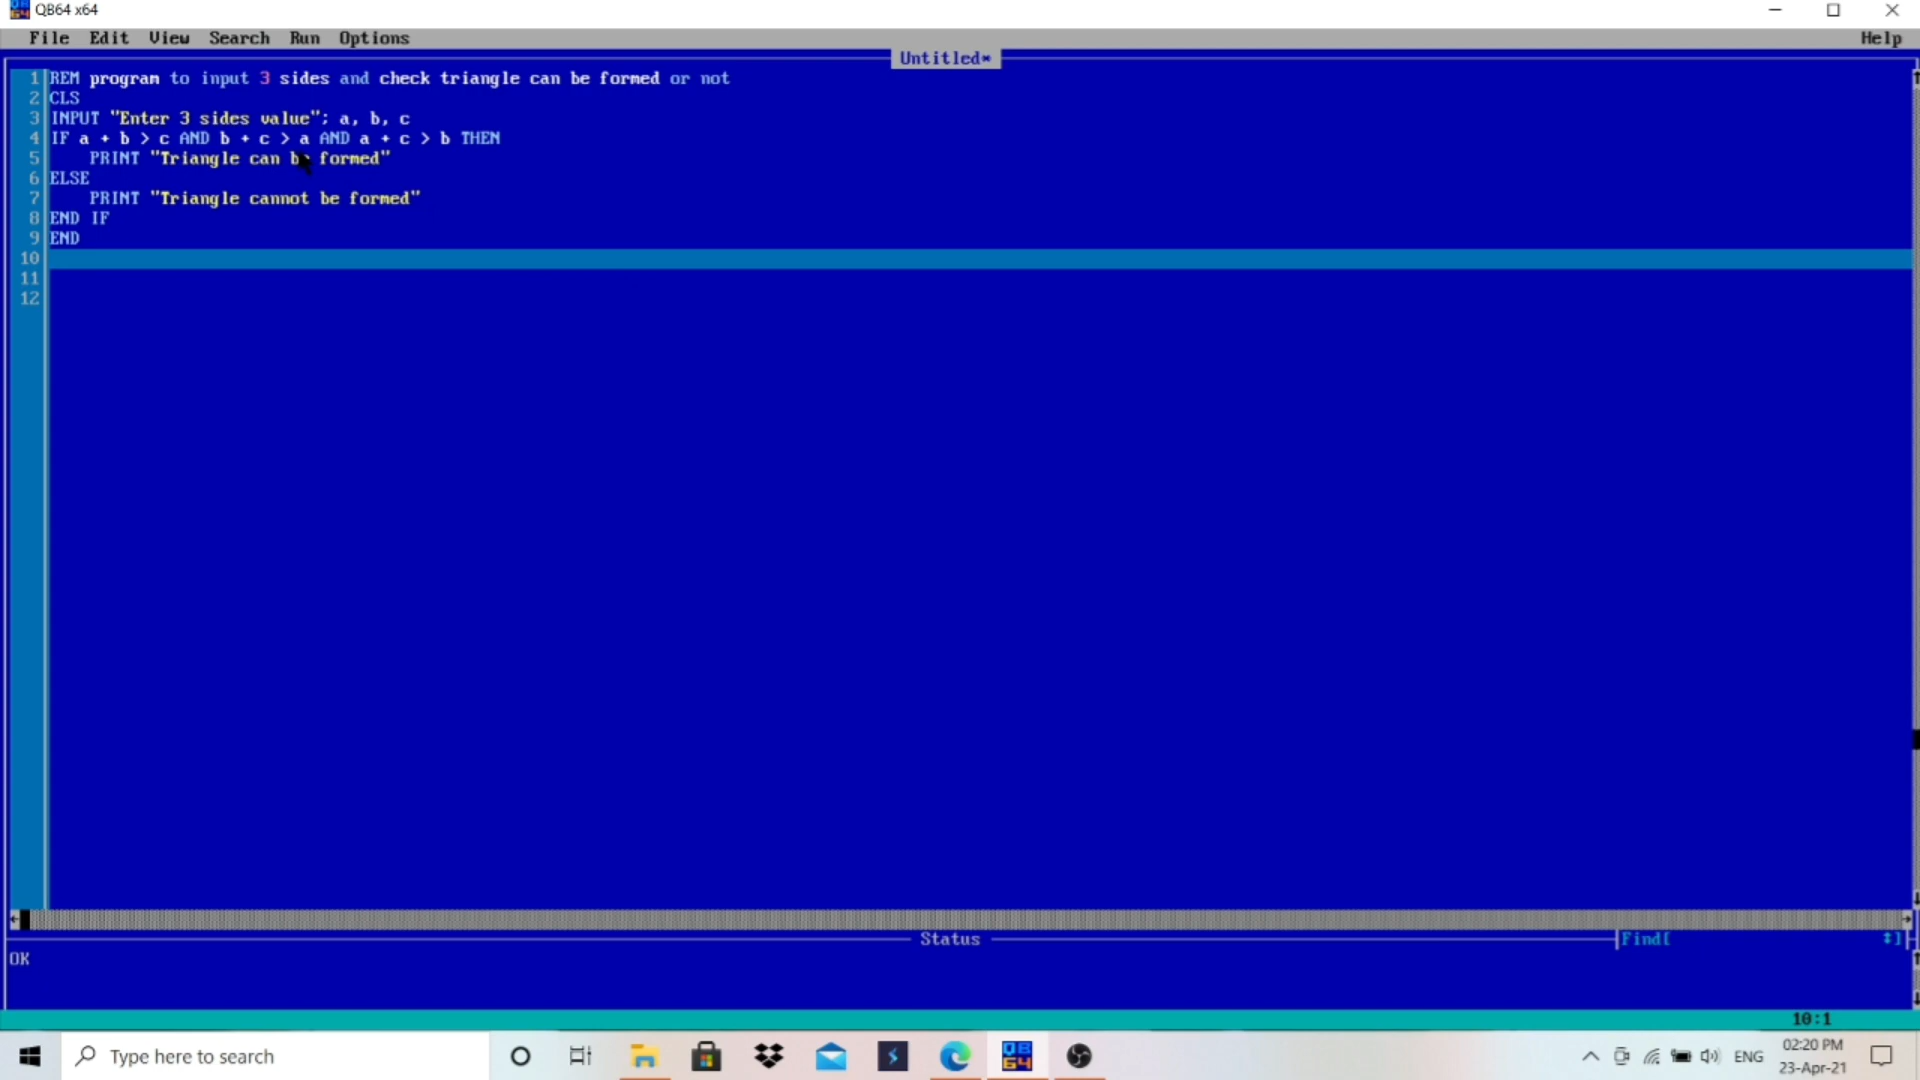 QB64 x64
File Edit View Search Run Options Help
Untitled*
1 REM program to input 3 sides and check triangle can be formed or not
2 CLS
3 INPUT "Enter 3 sides value"; a, b, c
4 IF a + b > c AND b + c > a AND a + c > b THEN
5 PRINT "Triangle can be formed"
6 ELSE
7 PRINT "Triangle cannot be formed"
8 END IF
9 END
10
11
12
Status Find[ ]
OK
10:1
Type here to search
QB
64
ENG
02:20 PM
23-Apr-21